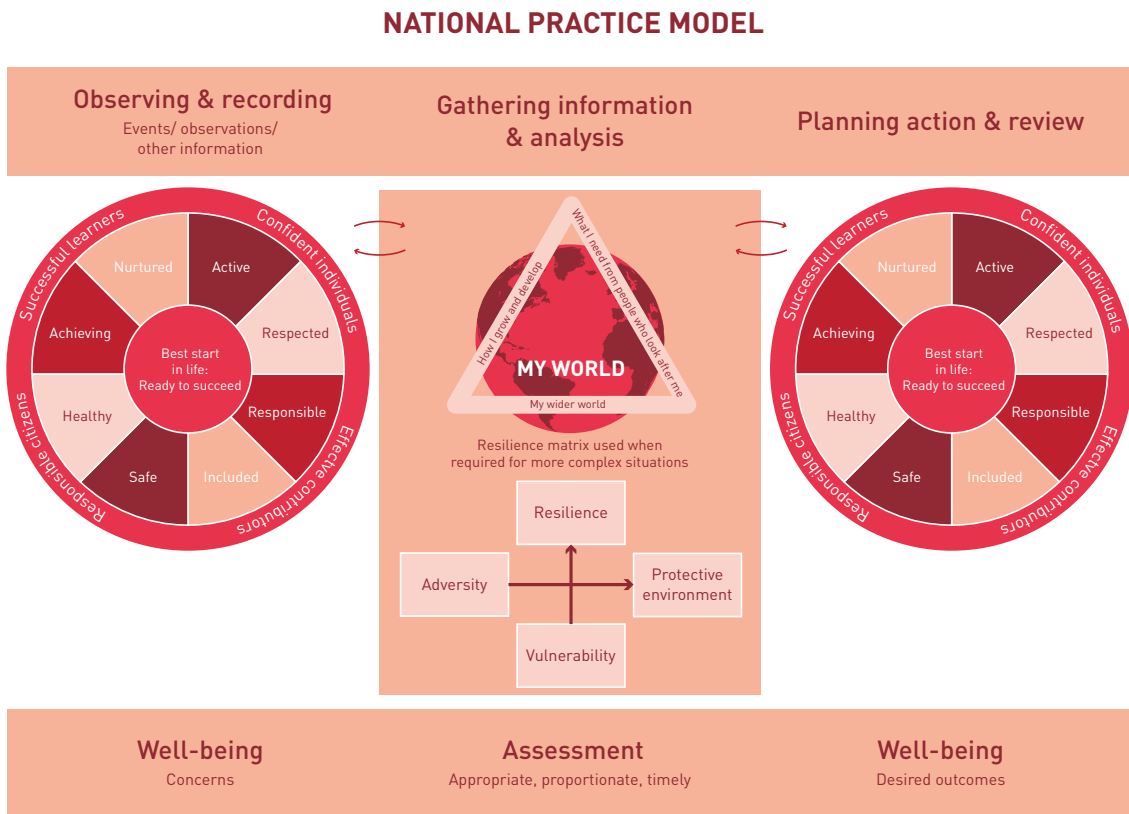 NATIONAL PRACTICE MODEL
Observing & recording
Events/ observations/
other information
Gathering information
& analysis
Planning action & review
Successful learners
Confident individuals
Responsible citizens
Effective contributors
Nurtured
Active
Achieving
Respected
Best start
in life:
Ready to succeed
Healthy
Responsible
Safe
Included
How I grow and develop
What I need from people who look after me
MY WORLD
My wider world
Resilience matrix used when
required for more complex situations
Resilience
Adversity
Protective
environment
Vulnerability
Successful learners
Confident individuals
Responsible citizens
Effective contributors
Nurtured
Active
Achieving
Respected
Best start
in life:
Ready to succeed
Healthy
Responsible
Safe
Included
Well-being
Concerns
Assessment
Appropriate, proportionate, timely
Well-being
Desired outcomes